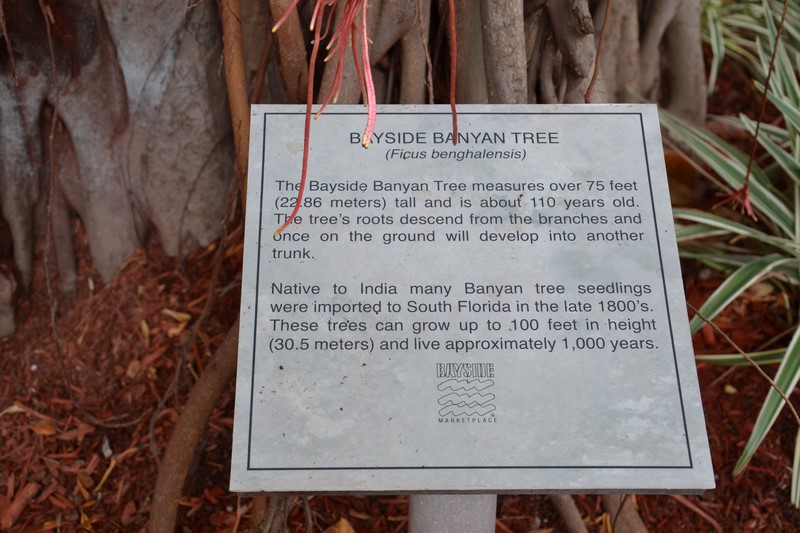 BAYSIDE BANYAN TREE
(Ficus benghalensis)
The Bayside Banyan Tree measures over 75 feet
(22.86 meters) tall and is about 110 years old.
The tree's roots descend from the branches and
once on the ground will develop into another
trunk.
Native to India many Banyan tree seedlings
were imported to South Florida in the late 1800's.
These trees can grow up to 100 feet in height
(30.5 meters) and live approximately 1,000 years.
BAYSIDE
MARKETPLACE